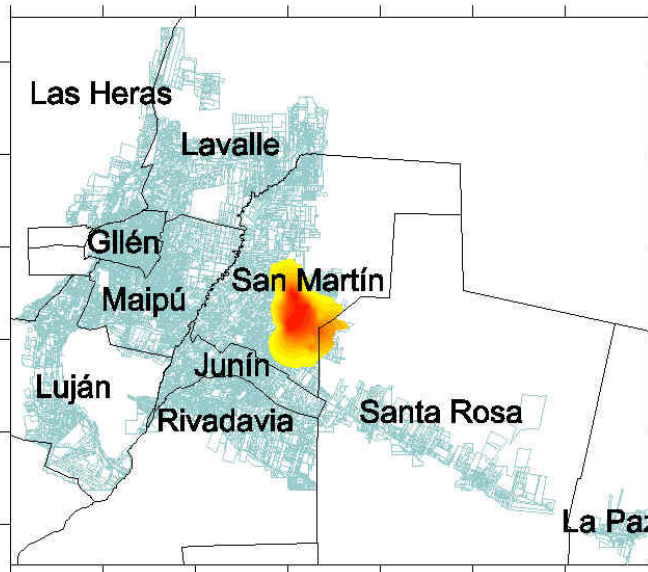 Las Heras
Lavalle
Gllén
San Martín
Maipú
Junín
Luján
Rivadavia
Santa Rosa
La Paz